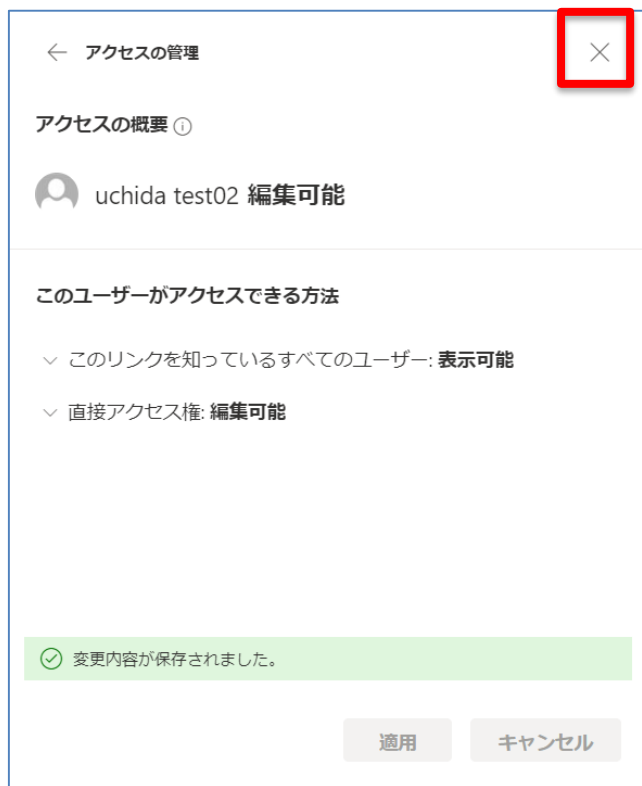 アクセスの管理
アクセスの概要
uchida test02 編集可能
このユーザーがアクセスできる方法
このリンクを知っているすべてのユーザー: 表示可能
直接アクセス権: 編集可能
変更内容が保存されました。
適用 キャンセル